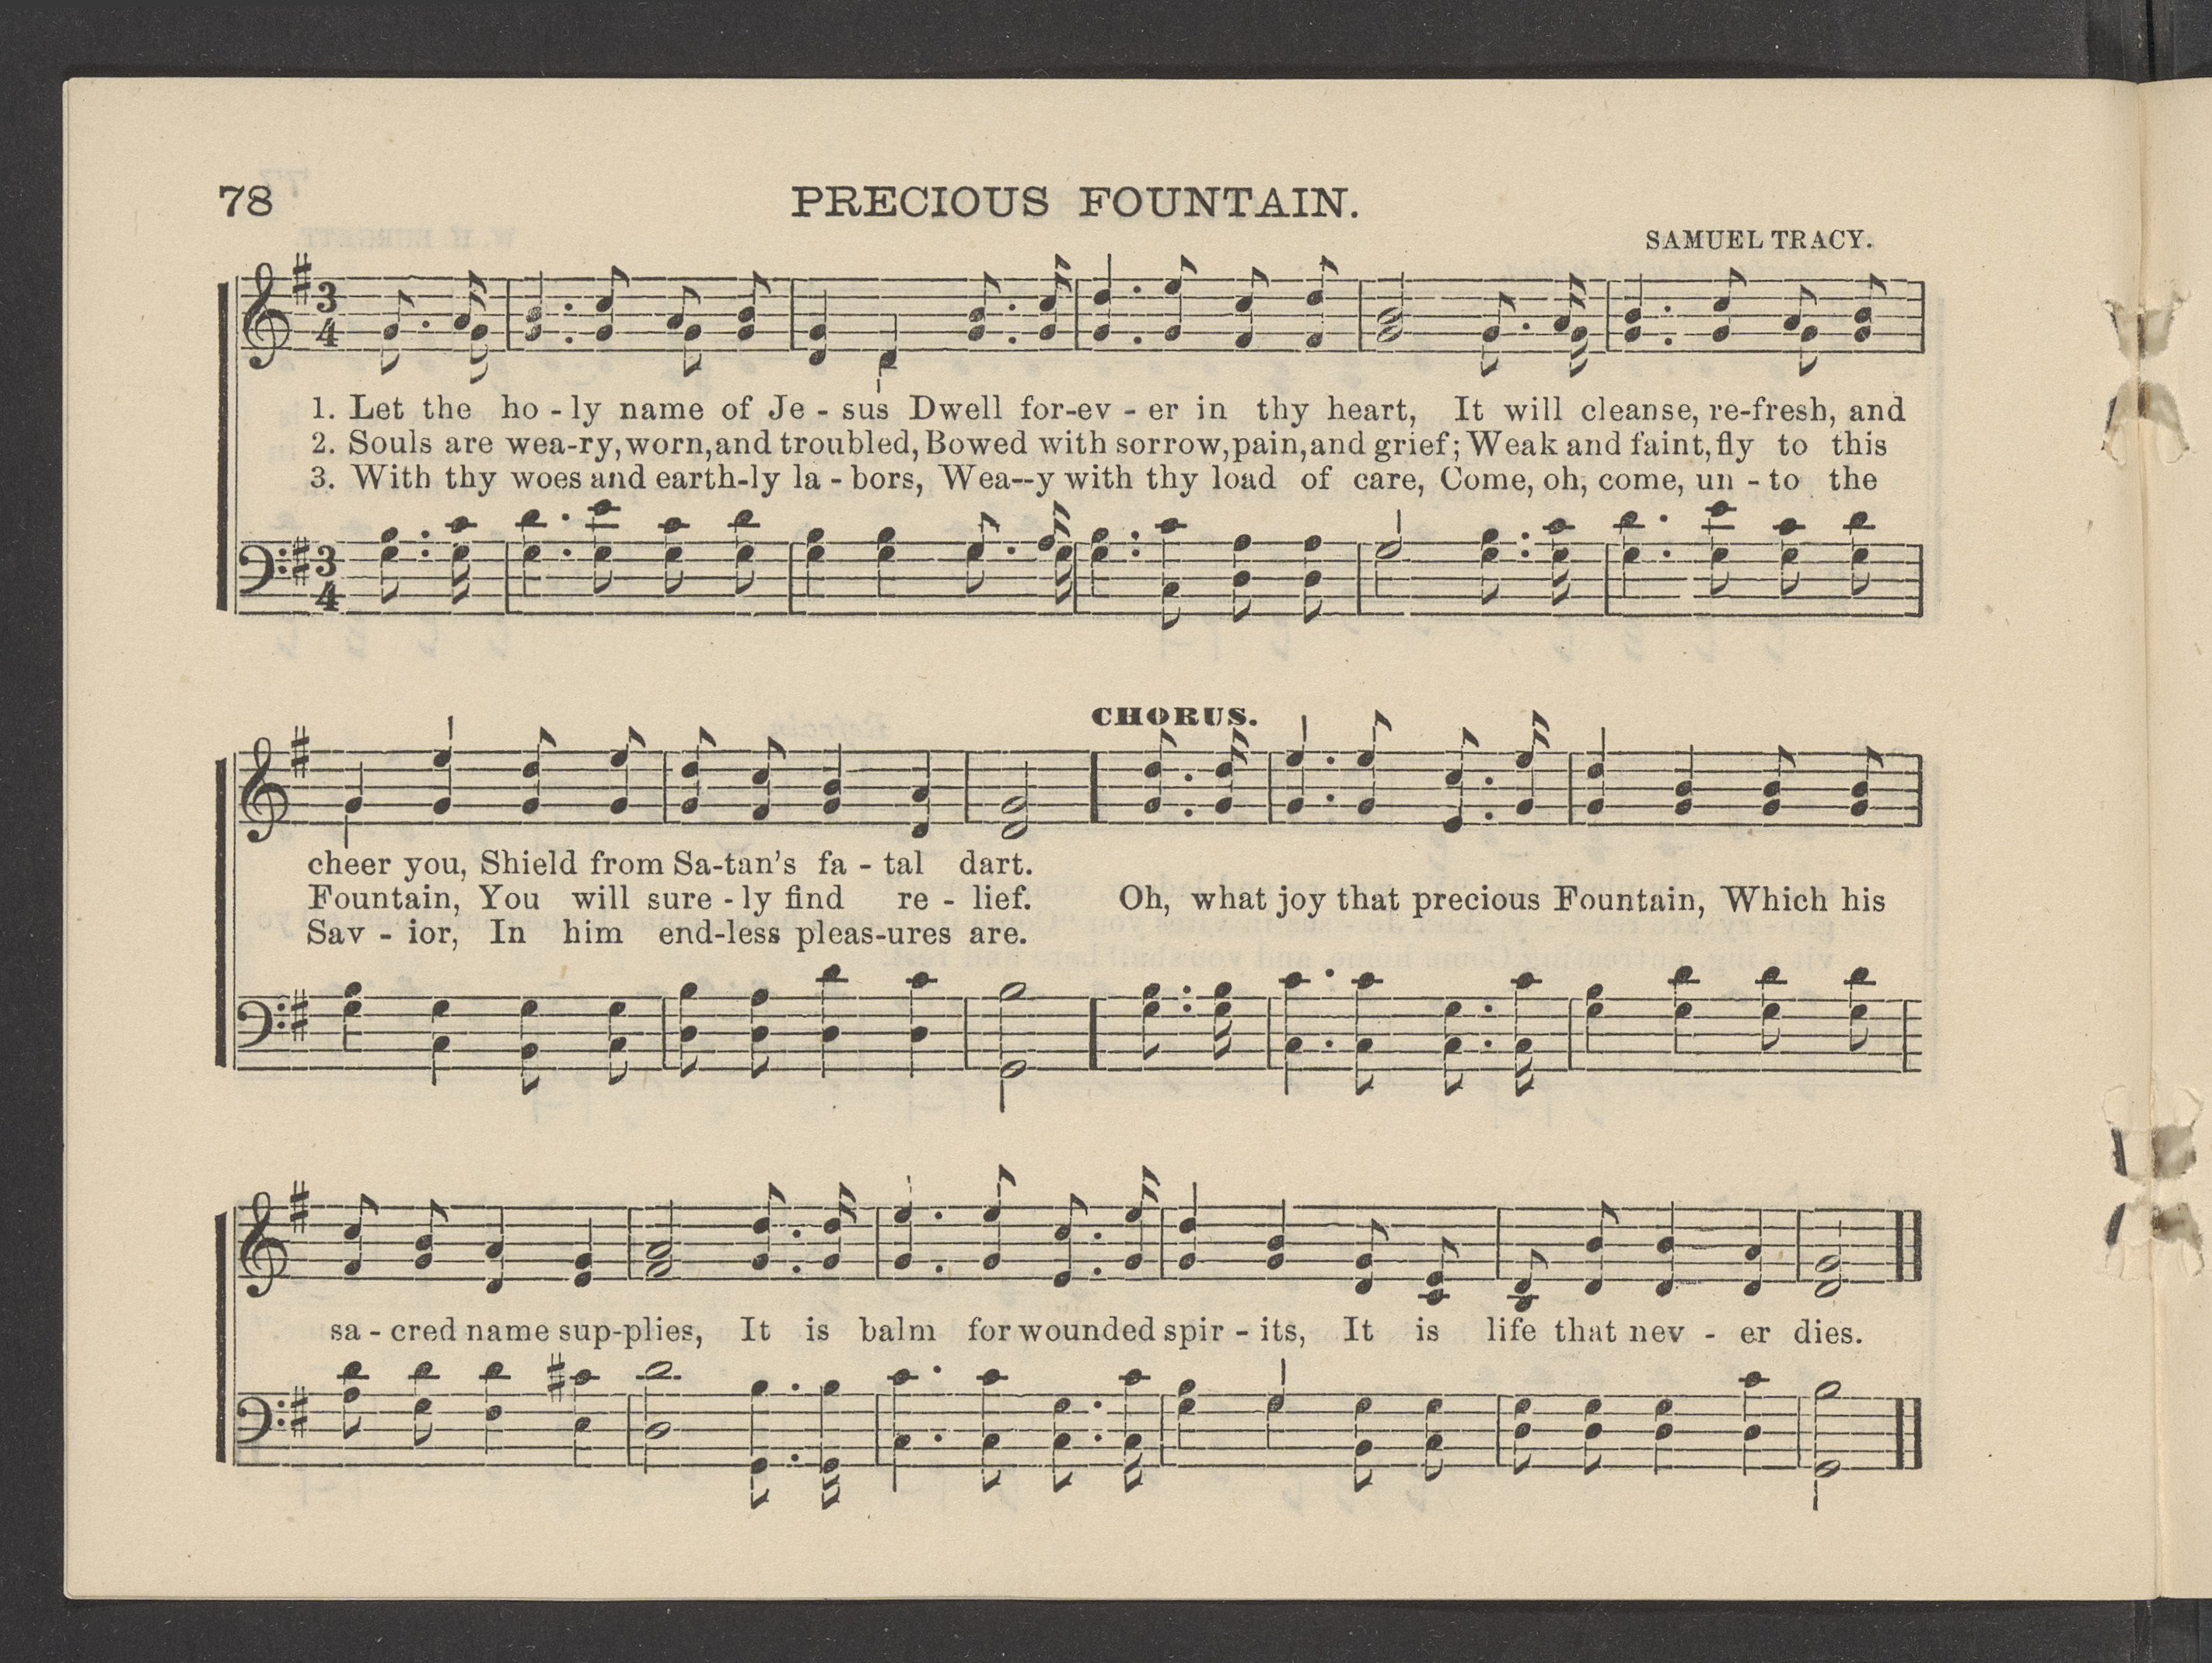 78
PRECIOUS FOUNTAIN.
SAMUEL TRACY.
1. Let the ho - ly name of Je - sus Dwell for-ev - er in thy heart, It will cleanse, re-fresh, and
2. Souls are wea-ry, worn, and troubled, Bowed with sorrow, pain, and grief; Weak and faint, fly to this
3. With thy woes and earth-ly la - bors, Wea--y with thy load of care, Come, oh, come, un - to the
CHORUS.
cheer you, Shield from Sa-tan's fa - tal dart.
Fountain, You will sure - ly find re - lief. Oh, what joy that precious Fountain, Which his
Sav - ior, In him end-less pleas-ures are.
sa - cred name sup-plies, It is balm for wounded spir - its, It is life that nev - er dies.